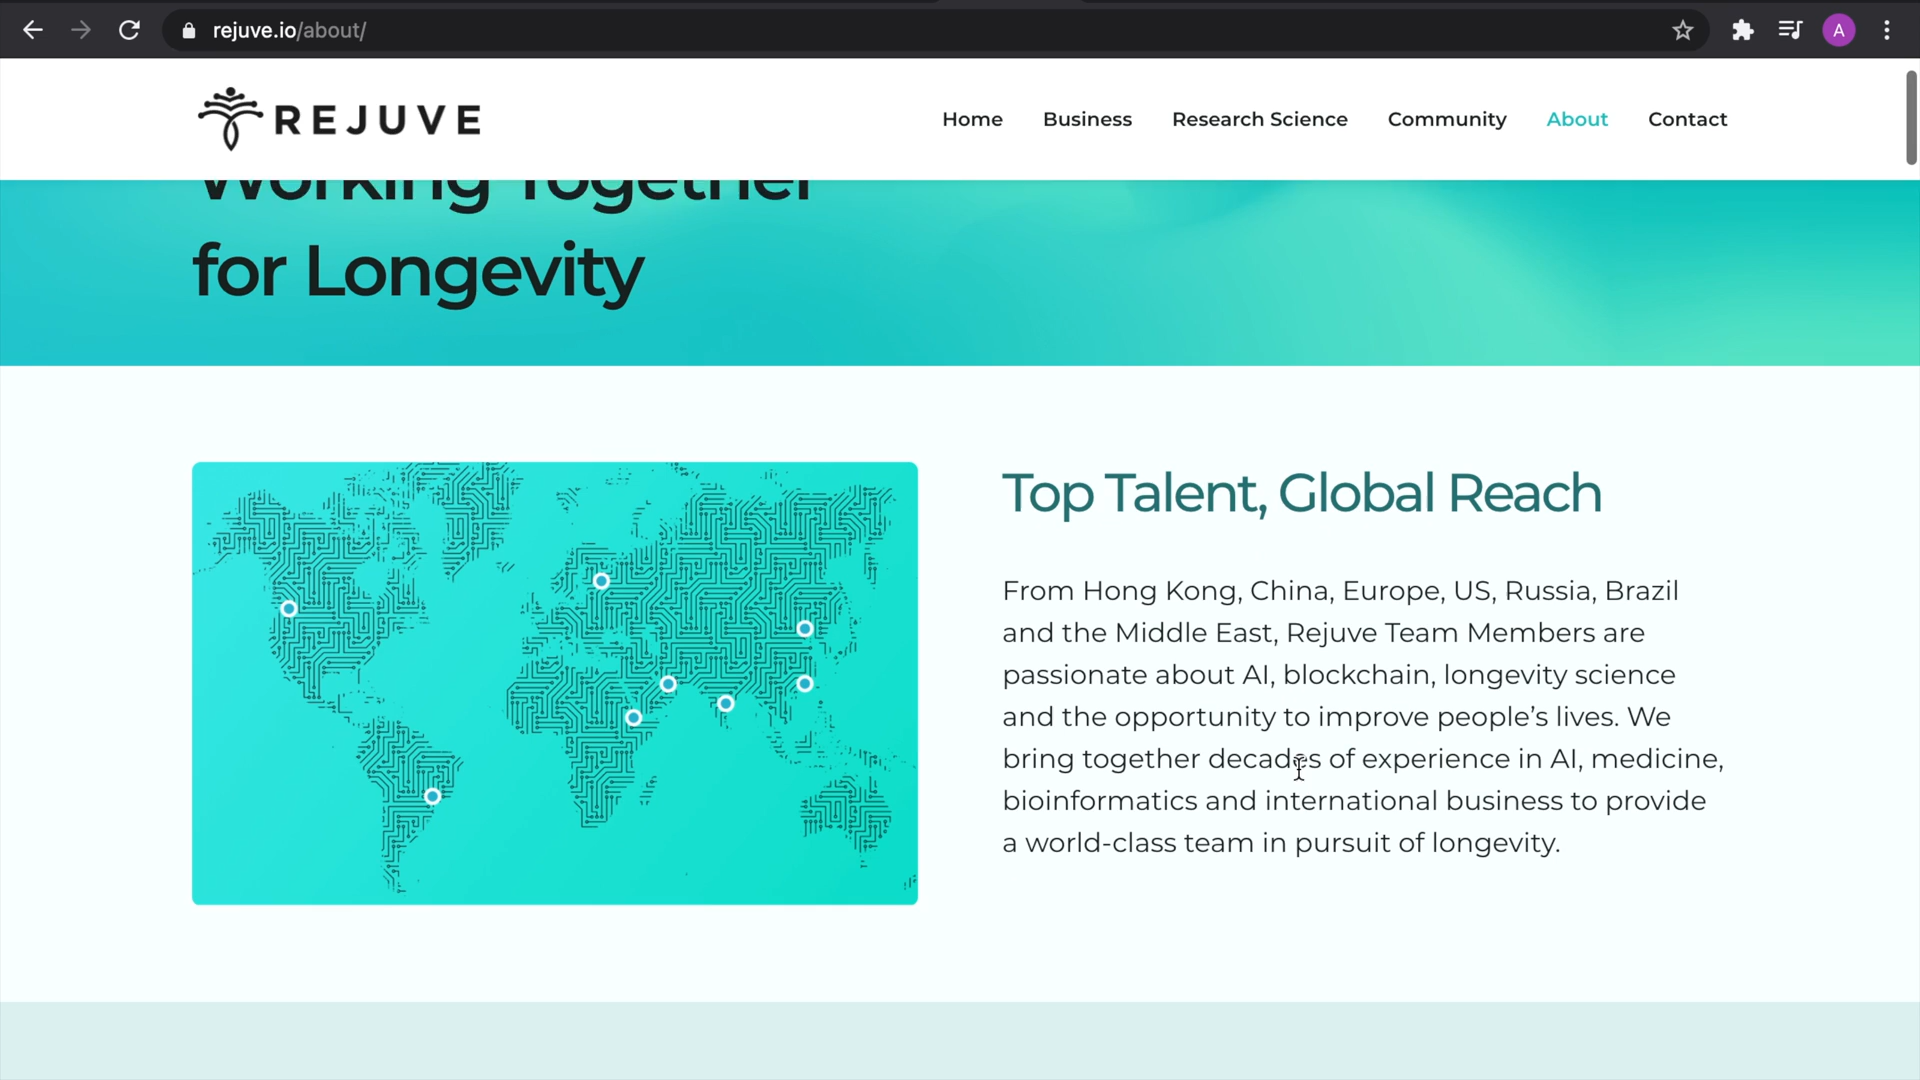 rejuve.io/about/
A
REJUVE
Home Business Research Science Community About Contact
Working Together
for Longevity
Top Talent, Global Reach
From Hong Kong, China, Europe, US, Russia, Brazil
and the Middle East, Rejuve Team Members are
passionate about AI, blockchain, longevity science
and the opportunity to improve people’s lives. We
bring together decades of experience in AI, medicine,
bioinformatics and international business to provide
a world-class team in pursuit of longevity.